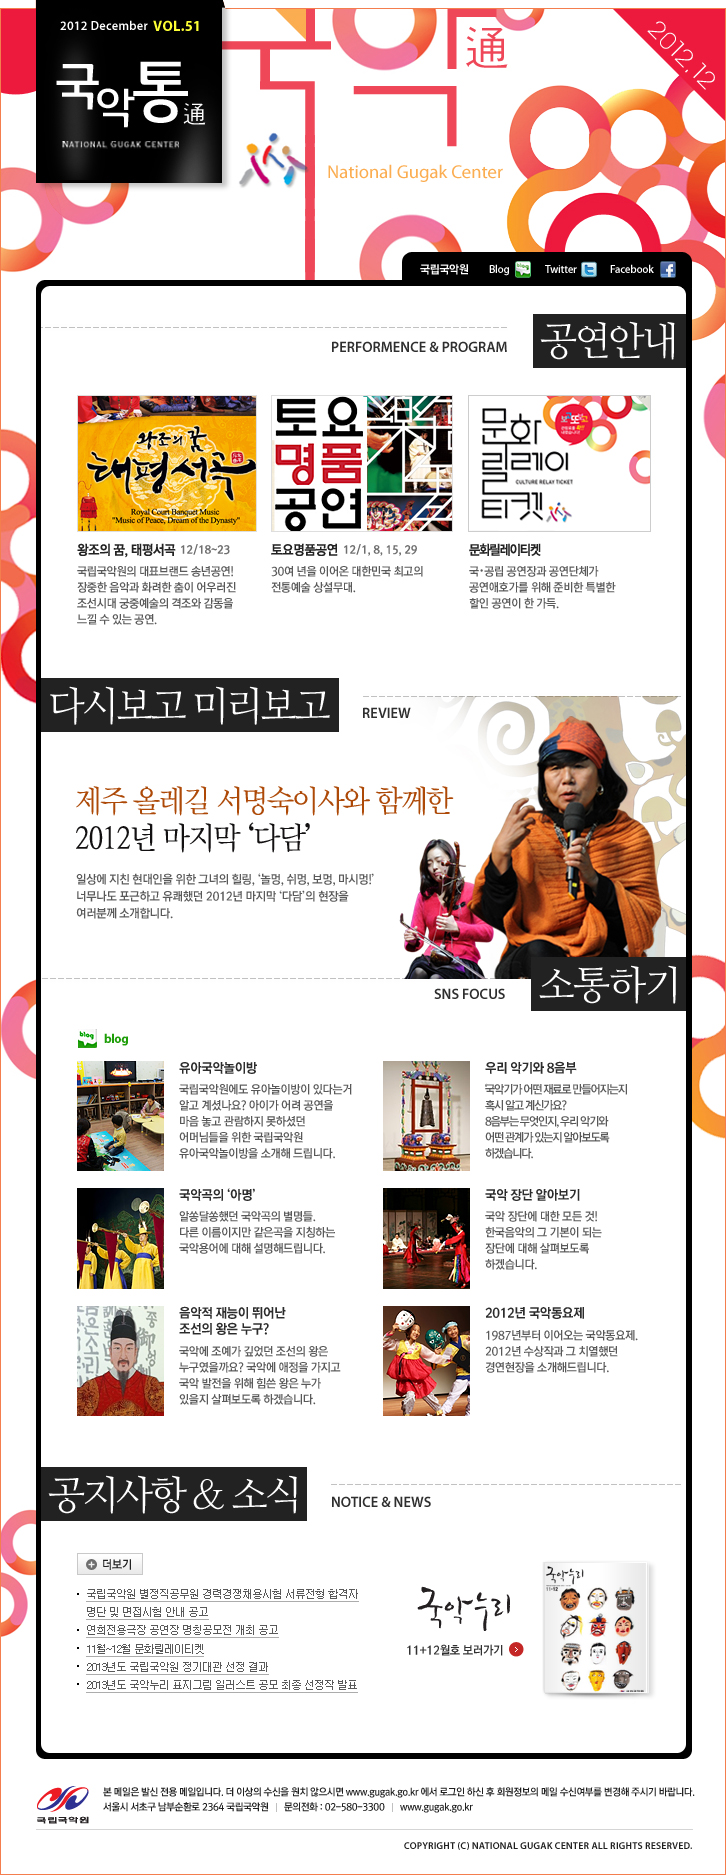 2012 December VOL.51
국악통通
NATIONAL GUGAK CENTER
通
2012.12
National Gugak Center
국립국악원 Blog Twitter Facebook
공연안내
PERFORMENCE & PROGRAM
왕조의 꿈
태평서곡
Royal Court Banquet Music
"Music of Peace, Dream of the Dynasty"
토요
명품
공연
문화
릴레이
티켓
CULTURE RELAY TICKET
왕조의 꿈, 태평서곡 12/18~23
국립국악원의 대표브랜드 송년공연!
장중한 음악과 화려한 춤이 어우러진
조선시대 궁중예술의 격조와 감동을
느낄 수 있는 공연.
토요명품공연 12/1, 8, 15, 29
30여 년을 이어온 대한민국 최고의
전통예술 상설무대.
문화릴레이티켓
국·공립 공연장과 공연단체가
공연애호가를 위해 준비한 특별한
할인 공연이 한 가득.
다시보고 미리보고
REVIEW
제주 올레길 서명숙이사와 함께한
2012년 마지막 ‘다담’
일상에 지친 현대인을 위한 그녀의 힐링, ‘놀멍, 쉬멍, 보멍, 마시멍!’
너무나도 포근하고 유쾌했던 2012년 마지막 ‘다담’의 현장을
여러분께 소개합니다.
소통하기
SNS FOCUS
blog blog
유아국악놀이방
국립국악원에도 유아놀이방이 있다는거
알고 계셨나요? 아이가 어려 공연을
마음 놓고 관람하지 못하셨던
어머님들을 위한 국립국악원
유아국악놀이방을 소개해 드립니다.
우리 악기와 8음부
국악기가 어떤 재료로 만들어지는지
혹시 알고 계신가요?
8음부는 무엇인지, 우리 악기와
어떤 관계가 있는지 알아보도록
하겠습니다.
국악곡의 ‘아명’
알쏭달쏭했던 국악곡의 별명들.
다른 이름이지만 같은곡을 지칭하는
국악용어에 대해 설명해드립니다.
국악 장단 알아보기
국악 장단에 대한 모든 것!
한국음악의 그 기본이 되는
장단에 대해 살펴보도록
하겠습니다.
음악적 재능이 뛰어난
조선의 왕은 누구?
국악에 조예가 깊었던 조선의 왕은
누구였을까요? 국악에 애정을 가지고
국악 발전을 위해 힘쓴 왕은 누가
있을지 살펴보도록 하겠습니다.
2012년 국악동요제
1987년부터 이어오는 국악동요제.
2012년 수상작과 그 치열했던
경연현장을 소개해드립니다.
공지사항 & 소식
NOTICE & NEWS
더보기
국립국악원 별정직공무원 경력경쟁채용시험 서류전형 합격자
명단 및 면접시험 안내 공고
연희전용극장 공연장 명칭공모전 개최 공고
11월~12월 문화릴레이티켓
2013년도 국립국악원 정기대관 선정 결과
2013년도 국악누리 표지그림 일러스트 공모 최종 선정작 발표
국악누리
11+12월호 보러가기
국악누리
11+12
국립국악원
본 메일은 발신 전용 메일입니다. 더 이상의 수신을 원치 않으시면 www.gugak.go.kr 에서 로그인 하신 후 회원정보의 메일 수신여부를 변경해 주시기 바랍니다.
서울시 서초구 남부순환로 2364 국립국악원 | 문의전화 : 02-580-3300 | www.gugak.go.kr
COPYRIGHT (C) NATIONAL GUGAK CENTER ALL RIGHTS RESERVED.